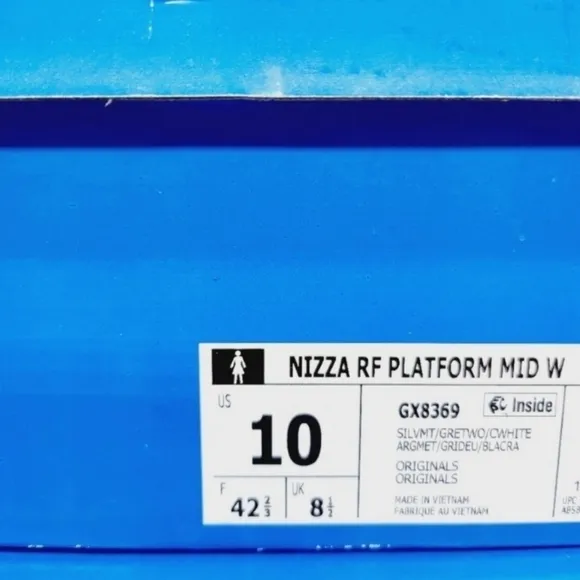 NIZZA RF PLATFORM MID W
US
10
F
42 2/3
UK
8 1/2
GX8369
Inside
SILVMT/GRETWO/CWHITE
ARGMET/GRIDEU/BLACRA
ORIGINALS
ORIGINALS
MADE IN VIETNAM
FABRIQUE AU VIETNAM
UPC